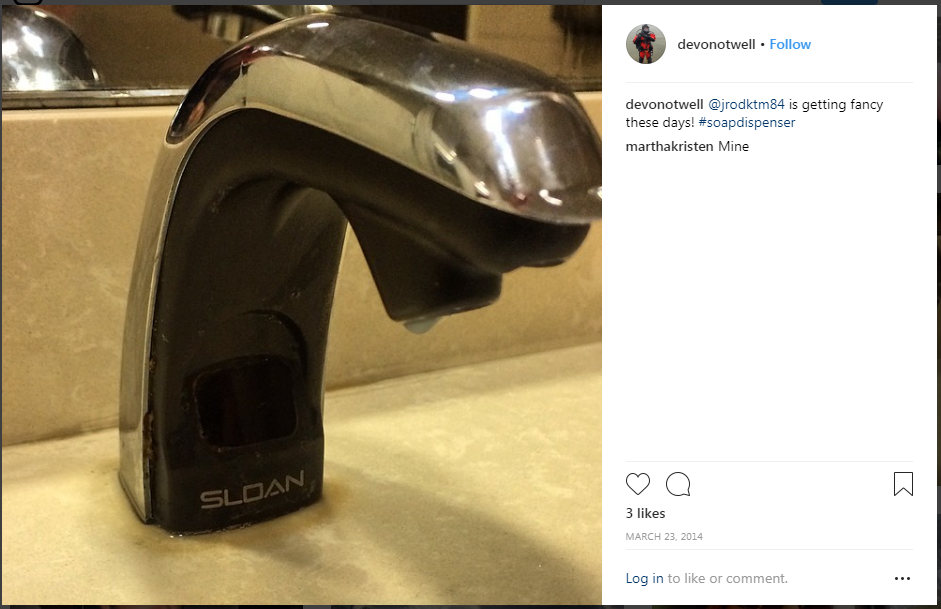 SLOAN
devonotwell • Follow
devonotwell @jrodktm84 is getting fancy
these days! #soapdispenser
marthakristen Mine
3 likes
MARCH 23, 2014
Log in to like or comment.